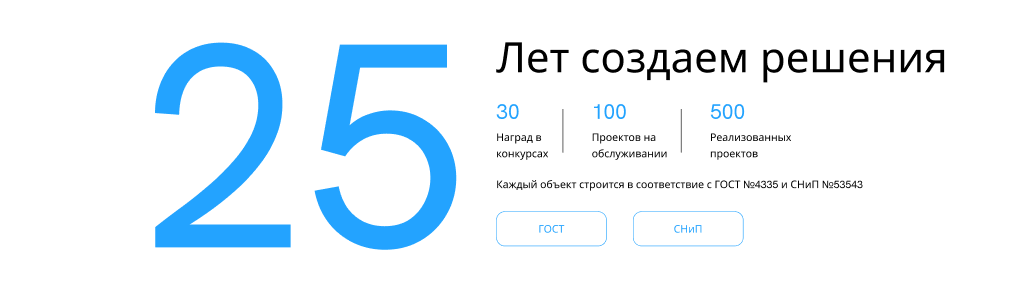 25
Лет создаем решения
30
100
500
Наград в
конкурсах
Проектов на
обслуживании
Реализованных
проектов
Каждый объект строится в соответствие с ГОСТ №4335 и СНиП №53543
ГОСТ
СНиП